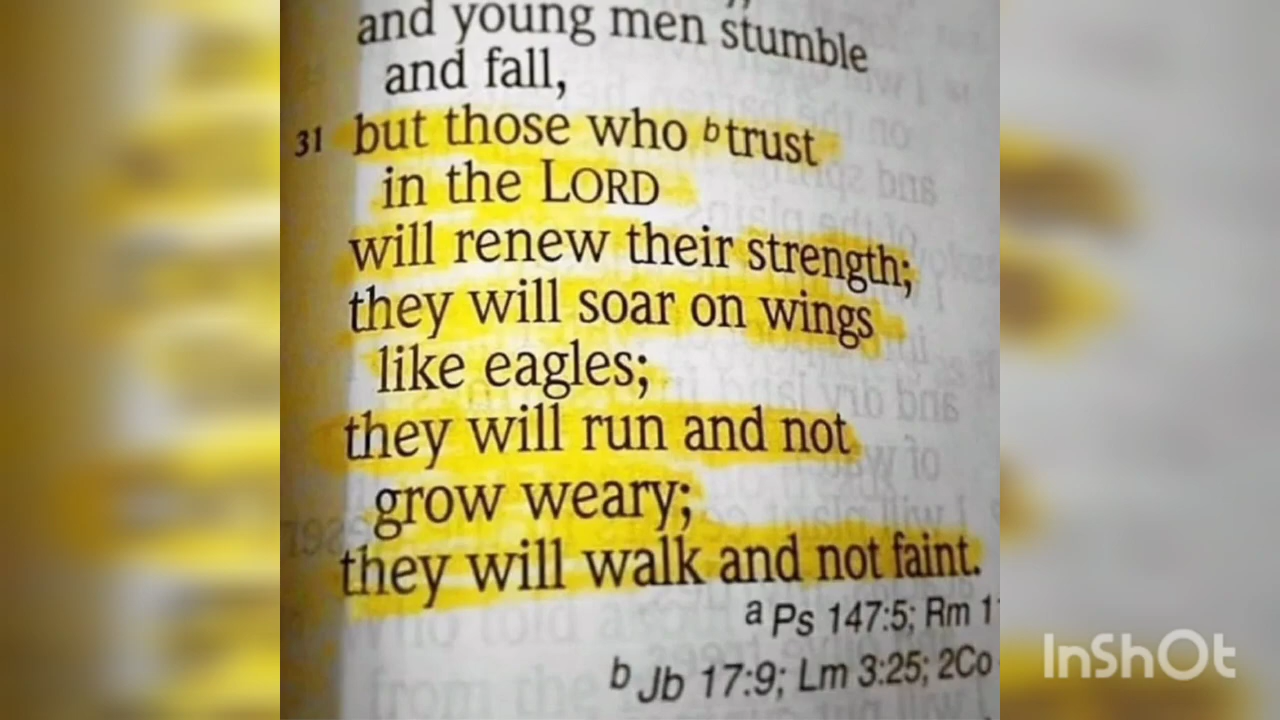 and young men stumble
and fall,
31 but those who b trust
in the LORD
will renew their strength;
they will soar on wings
like eagles;
they will run and not
grow weary;
they will walk and not faint.
a Ps 147:5; Rm 1
b Jb 17:9; Lm 3:25; 2Co
InShOt